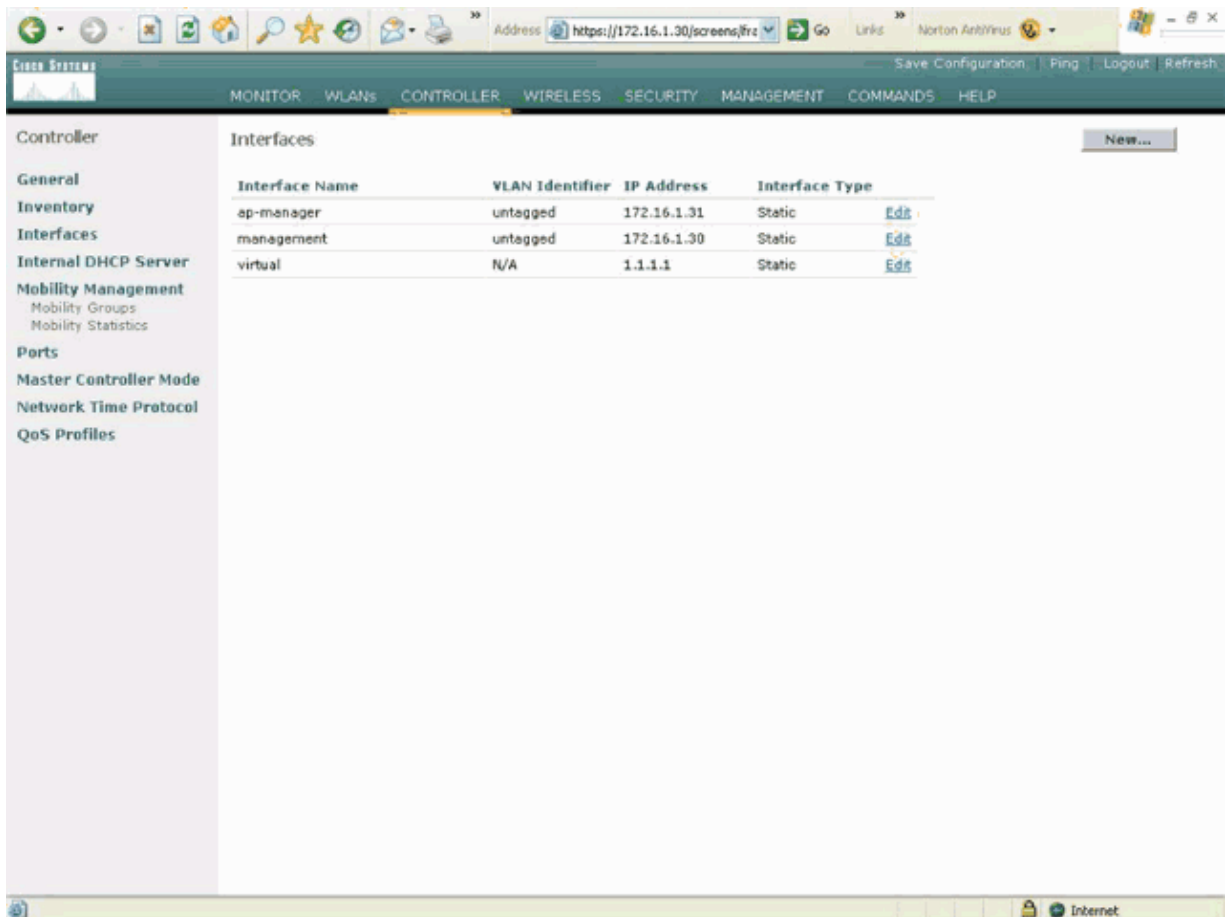 » Address https://172.16.1.30/screens/fra Go Links » Norton AntiVirus
CISCO SYSTEMS
Save Configuration | Ping | Logout | Refresh
MONITOR WLANs CONTROLLER WIRELESS SECURITY MANAGEMENT COMMANDS HELP
Controller
General
Inventory
Interfaces
Internal DHCP Server
Mobility Management
Mobility Groups
Mobility Statistics
Ports
Master Controller Mode
Network Time Protocol
QoS Profiles
Interfaces
New...
Interface Name VLAN Identifier IP Address Interface Type
ap-manager untagged 172.16.1.31 Static Edit
management untagged 172.16.1.30 Static Edit
virtual N/A 1.1.1.1 Static Edit
Internet